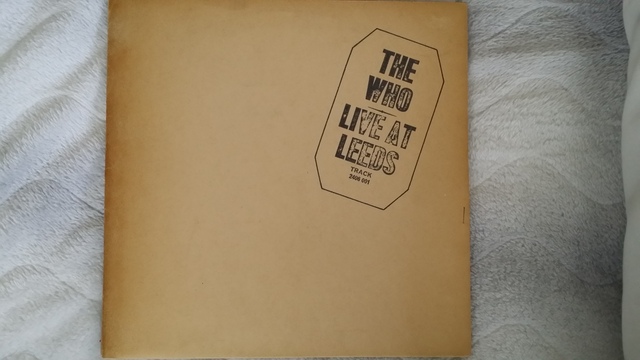 THE
WHO
LIVE AT
LEEDS
TRACK
2406 001